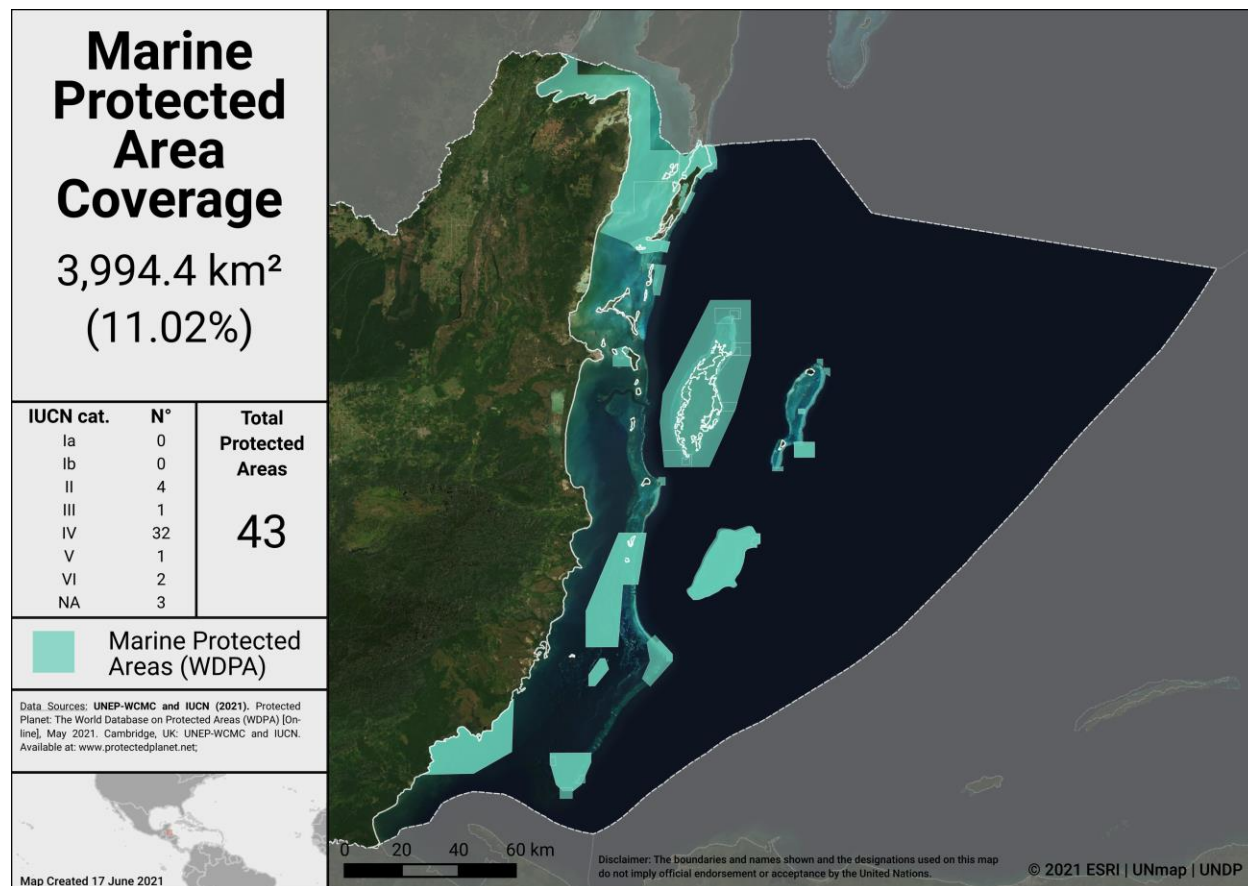 Marine
Protected
Area
Coverage
3,994.4 km²
(11.02%)
IUCN cat. N°
Ia 0
Ib 0
II 4
III 1
IV 32
V 1
VI 2
NA 3
Total
Protected
Areas
43
Marine Protected
Areas (WDPA)
Data Sources: UNEP-WCMC and IUCN (2021). Protected
Planet: The World Database on Protected Areas (WDPA) [On-
line], May 2021. Cambridge, UK: UNEP-WCMC and IUCN.
Available at: www.protectedplanet.net;
Map Created 17 June 2021
0 20 40 60 km
Disclaimer: The boundaries and names shown and the designations used on this map
do not imply official endorsement or acceptance by the United Nations.
© 2021 ESRI | UNmap | UNDP